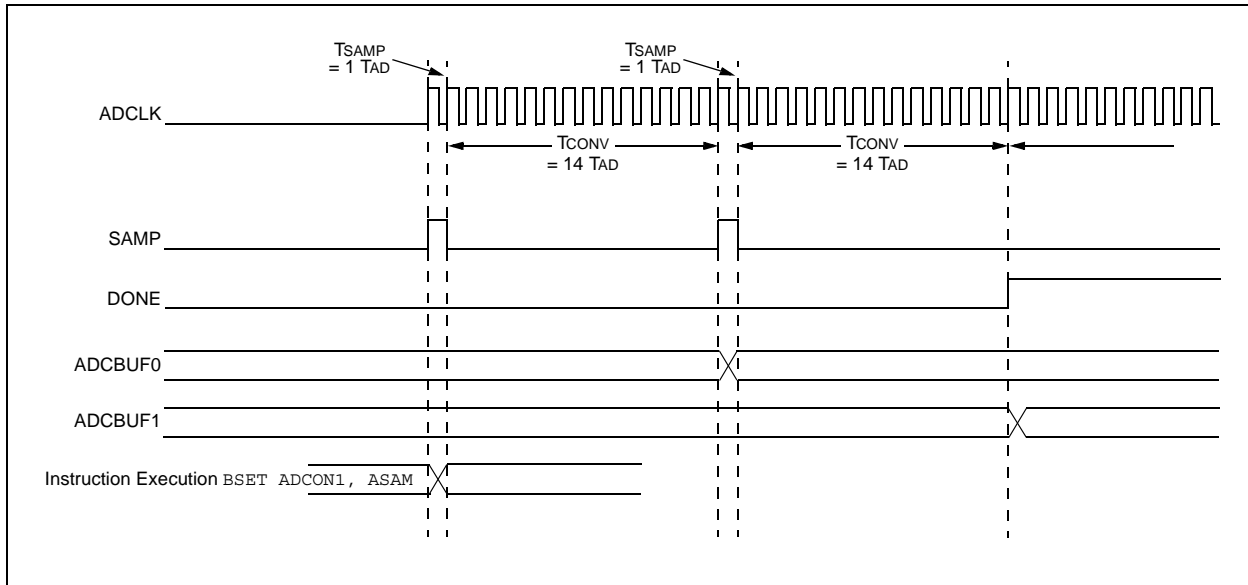 TSAMP
= 1 TAD
TSAMP
= 1 TAD
ADCLK
TCONV
= 14 TAD
TCONV
= 14 TAD
SAMP
DONE
ADCBUF0
ADCBUF1
Instruction Execution BSET ADCON1, ASAM